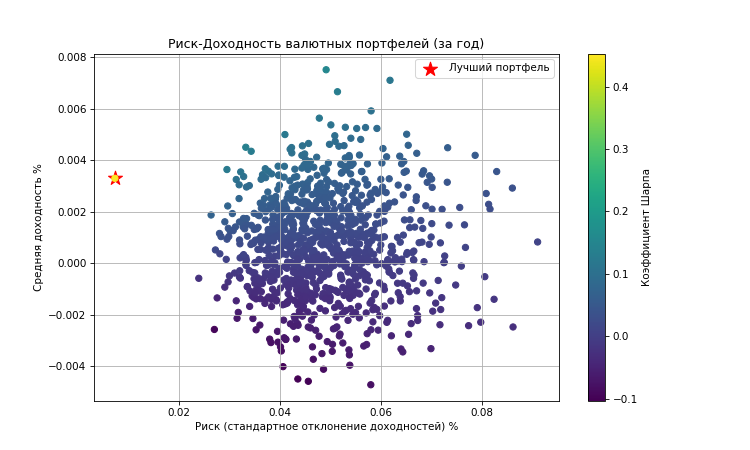 Риск-Доходность валютных портфелей (за год)
Лучший портфель
0.008
0.006
0.004
0.002
0.000
−0.002
−0.004
Средняя доходность %
0.02 0.04 0.06 0.08
Риск (стандартное отклонение доходностей) %
0.4
0.3
0.2
0.1
0.0
−0.1
Коэффициент Шарпа